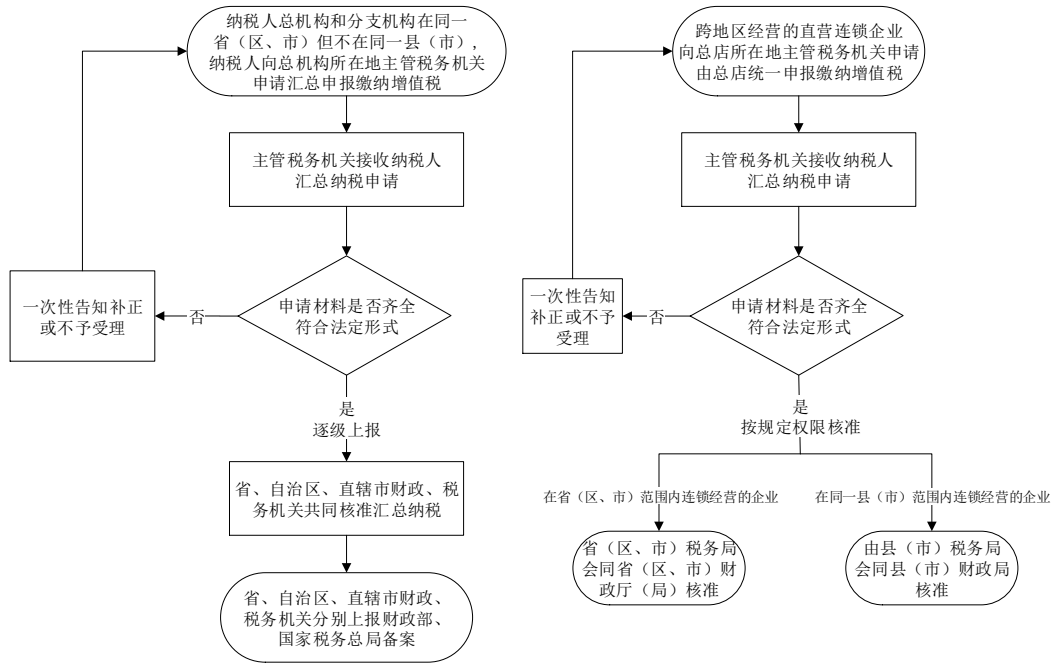 纳税人总机构和分支机构在同一
省（区、市）但不在同一县（市），
纳税人向总机构所在地主管税务机关
申请汇总申报缴纳增值税
主管税务机关接收纳税人
汇总纳税申请
申请材料是否齐全
符合法定形式
否
一次性告知补正
或不予受理
是
逐级上报
省、自治区、直辖市财政、税
务机关共同核准汇总纳税
省、自治区、直辖市财政、
税务机关分别上报财政部、
国家税务总局备案
跨地区经营的直营连锁企业
向总店所在地主管税务机关申请
由总店统一申报缴纳增值税
主管税务机关接收纳税人
汇总纳税申请
申请材料是否齐全
符合法定形式
否
一次性告知
补正或不予
受理
是
按规定权限核准
在省（区、市）范围内连锁经营的企业
省（区、市）税务局
会同省（区、市）财
政厅（局）核准
在同一县（市）范围内连锁经营的企业
由县（市）税务局
会同县（市）财政局
核准